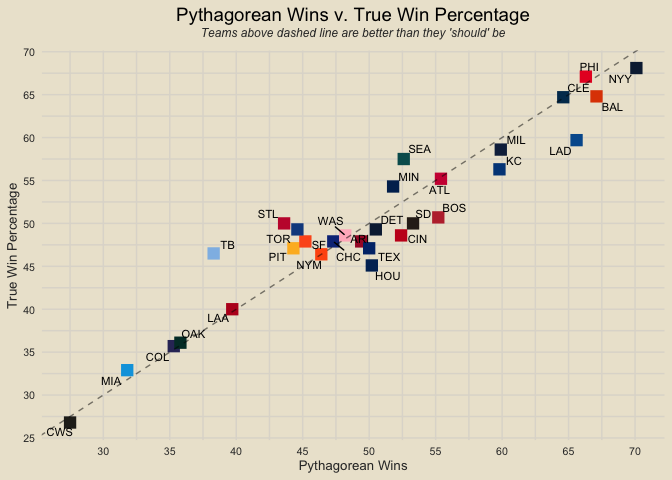 Pythagorean Wins v. True Win Percentage
Teams above dashed line are better than they 'should' be
70
PHI
NYY
CLE
65
BAL
60
MIL
LAD
SEA
KC
MIN
55
ATL
BOS
STL
WAS
DET
SD
50
TOR
SF
ARI
CIN
TB
PIT
NYM
CHC
TEX
45
HOU
40
LAA
OAK
35
COL
MIA
30
CWS
25
30
35
40
45
50
55
60
65
70
Pythagorean Wins
True Win Percentage